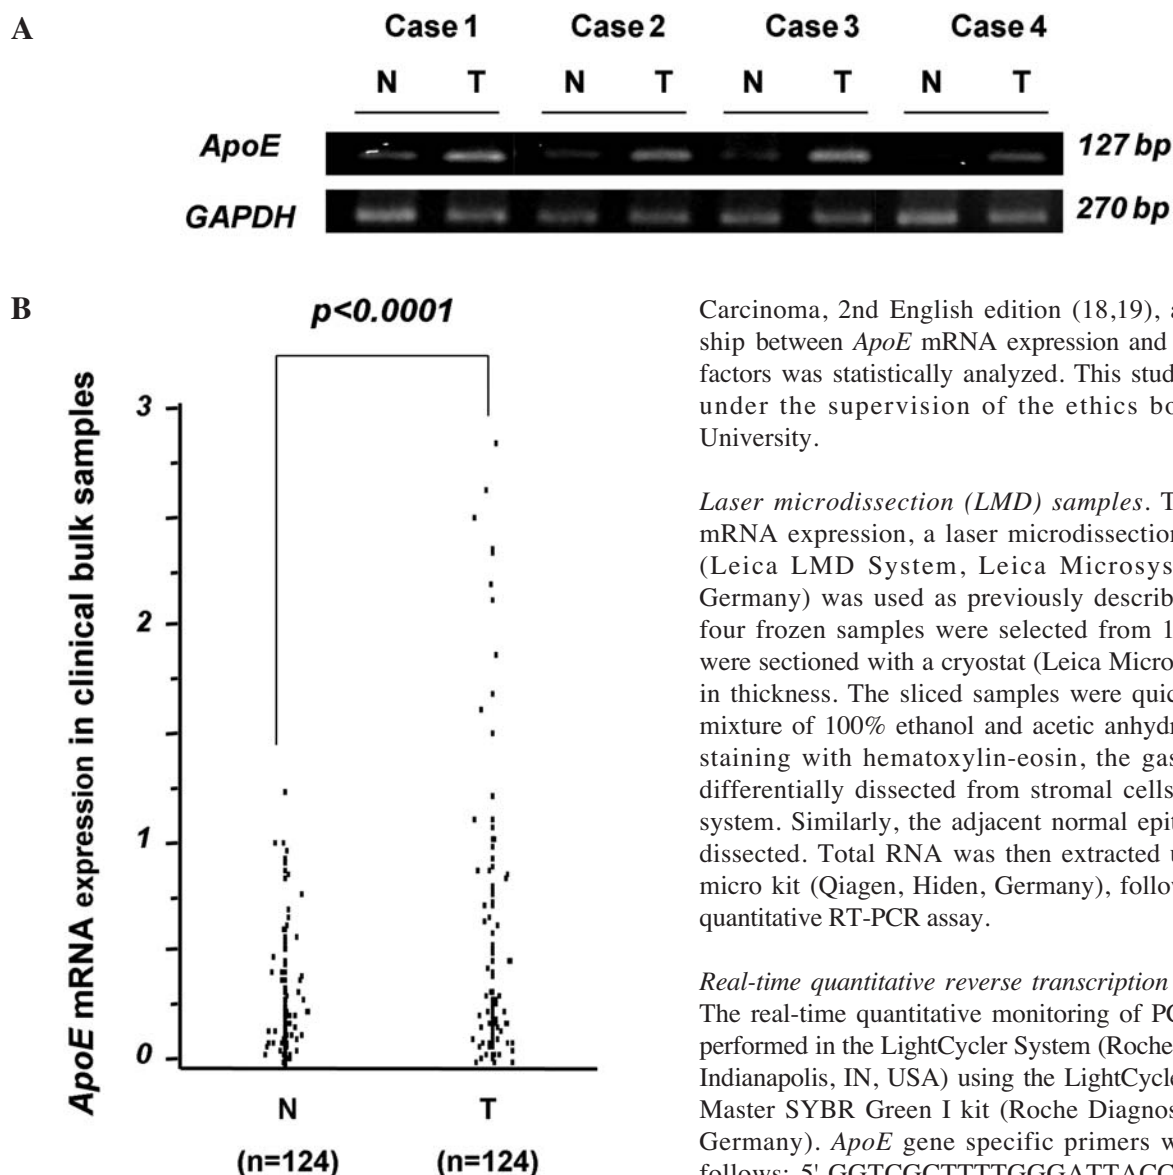 A
Case 1 Case 2 Case 3 Case 4
N T N T N T N T
ApoE 127 bp
GAPDH 270 bp
B
p<0.0001
ApoE mRNA expression in clinical bulk samples
3
2
1
0
N T
(n=124) (n=124)
Carcinoma, 2nd English edition (18,19), a
ship between ApoE mRNA expression and
factors was statistically analyzed. This stud
under the supervision of the ethics bo
University.
Laser microdissection (LMD) samples. T
mRNA expression, a laser microdissection
(Leica LMD System, Leica Microsys
Germany) was used as previously describ
four frozen samples were selected from 1
were sectioned with a cryostat (Leica Micro
in thickness. The sliced samples were quic
mixture of 100% ethanol and acetic anhydr
staining with hematoxylin-eosin, the gas
differentially dissected from stromal cells
system. Similarly, the adjacent normal epit
dissected. Total RNA was then extracted u
micro kit (Qiagen, Hiden, Germany), follow
quantitative RT-PCR assay.
Real-time quantitative reverse transcription
The real-time quantitative monitoring of PC
performed in the LightCycler System (Roche
Indianapolis, IN, USA) using the LightCycle
Master SYBR Green I kit (Roche Diagnos
Germany). ApoE gene specific primers w
follows: 5' GGTCGCTTTTGGGATTACC